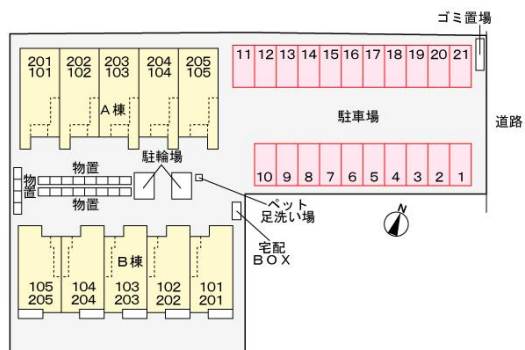 ゴミ置場
201 202 203 204 205
101 102 103 104 105
A棟
11 12 13 14 15 16 17 18 19 20 21
駐車場
道路
駐輪場
物置
物置
物置
10 9 8 7 6 5 4 3 2 1
ペット
足洗い場
N
宅配
BOX
B棟
105 104 103 102 101
205 204 203 202 201